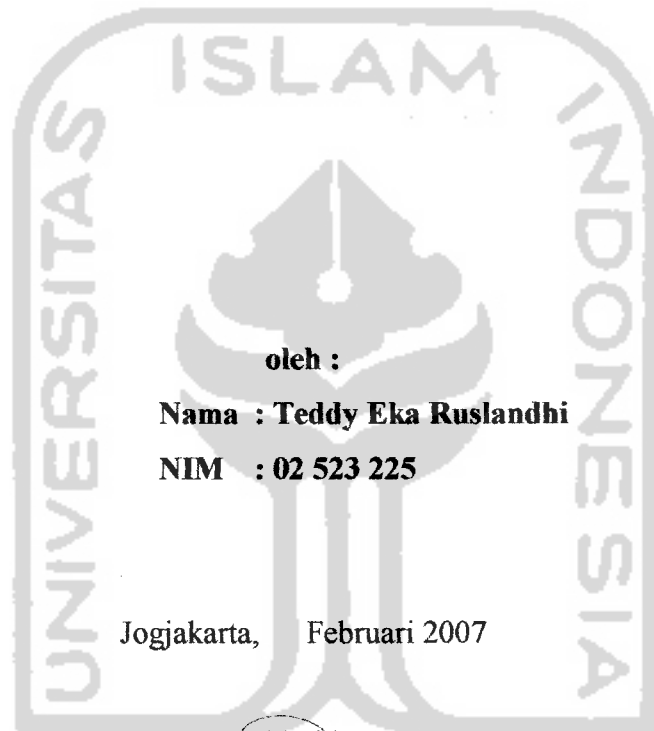 UNIVERSITAS ISLAM INDONESIA
oleh :
Nama : Teddy Eka Ruslandhi
NIM : 02 523 225
Jogjakarta, Februari 2007